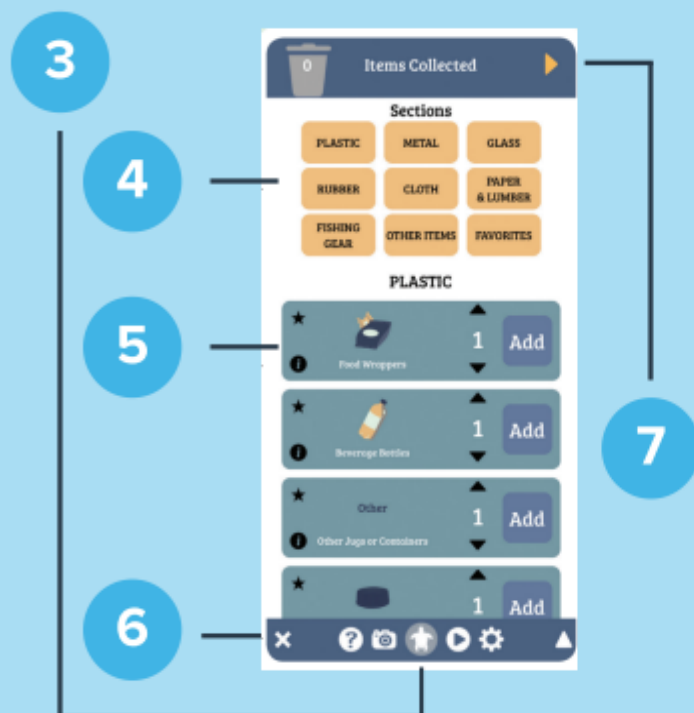 3
0 Items Collected
Sections
4
PLASTIC METAL GLASS
RUBBER CLOTH PAPER
& LUMBER
FISHING
GEAR OTHER ITEMS FAVORITES
PLASTIC
5
1 Add
Food Wrappers
1 Add
Beverage Bottles
7
Other
1 Add
Other Jugs or Containers
1 Add
6
?